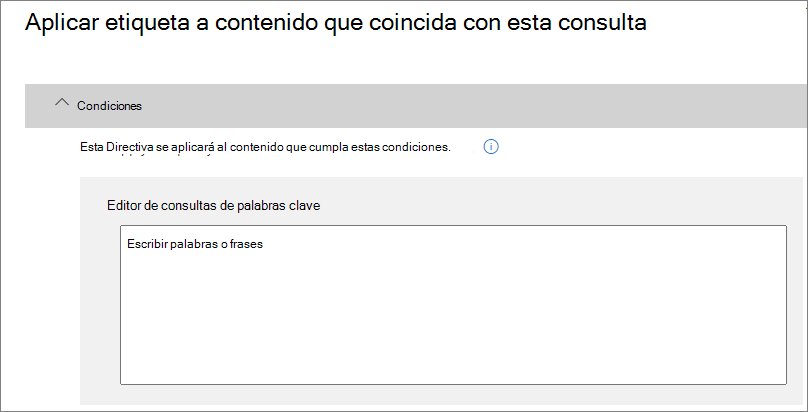 Aplicar etiqueta a contenido que coincida con esta consulta
Condiciones
Esta Directiva se aplicará al contenido que cumpla estas condiciones.
Editor de consultas de palabras clave
Escribir palabras o frases